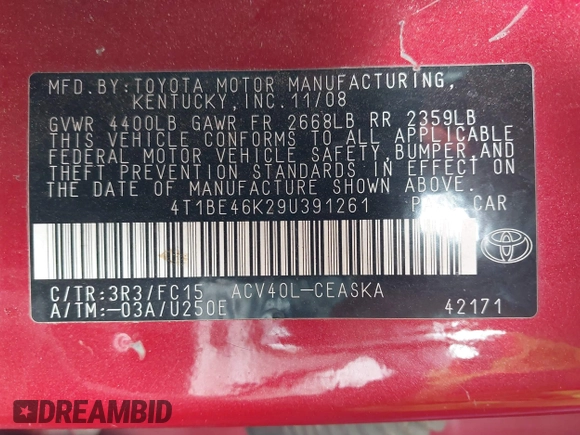 MFD.BY:TOYOTA MOTOR MANUFACTURING,
KENTUCKY,INC.11/08
GVWR 4400LB GAWR FR 2668LB RR 2359LB
THIS VEHICLE CONFORMS TO ALL APPLICABLE
FEDERAL MOTOR VEHICLE SAFETY,BUMPER,AND
THEFT PREVENTION STANDARDS IN EFFECT ON
THE DATE OF MANUFACTURE SHOWN ABOVE.
4T1BE46K29U391261 PASS CAR
C/TR:3R3/FC15 ACV40L-CEASKA
A/TM:-03A/U250E 42171
DREAMBID